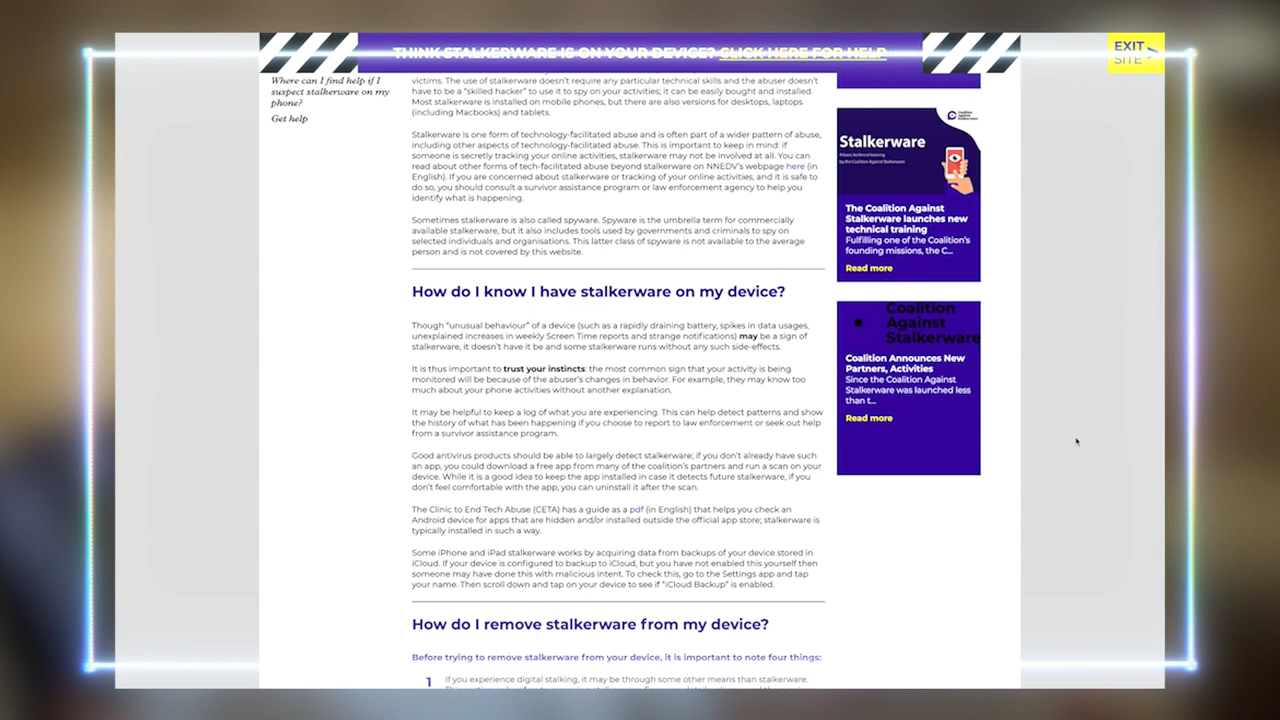 THINK STALKERWARE IS ON YOUR DEVICE? CLICK HERE FOR HELP
EXIT
SITE
Where can I find help if I
suspect stalkerware on my
phone?
Get help
victims. The use of stalkerware doesn't require any particular technical skills and the abuser doesn't
have to be a "skilled hacker" to use it to spy on your activities; it can be easily bought and installed.
Most stalkerware is installed on mobile phones, but there are also versions for desktops, laptops
(including Macbooks) and tablets.
Stalkerware is one form of technology-facilitated abuse and is often part of a wider pattern of abuse,
including other aspects of technology-facilitated abuse. This is important to keep in mind: if
someone is secretly tracking your online activities, stalkerware may not be involved at all. You can
read about other forms of tech-facilitated abuse beyond stalkerware on NNEDV's webpage here (in
English). If you are concerned about stalkerware or tracking of your online activities, and it is safe to
do so, you should consult a survivor assistance program or law enforcement agency to help you
identify what is happening.
Sometimes stalkerware is also called spyware. Spyware is the umbrella term for commercially
available stalkerware, but it also includes tools used by governments and criminals to spy on
selected individuals and organisations. This latter class of spyware is not available to the average
person and is not covered by this website.
How do I know I have stalkerware on my device?
Though "unusual behaviour" of a device (such as a rapidly draining battery, spikes in data usages,
unexplained increases in weekly Screen Time reports and strange notifications) may be a sign of
stalkerware, it doesn't have it be and some stalkerware runs without any such side-effects.
It is thus important to trust your instincts: the most common sign that your activity is being
monitored will be because of the abuser's changes in behavior. For example, they may know too
much about your phone activities without another explanation.
It may be helpful to keep a log of what you are experiencing. This can help detect patterns and show
the history of what has been happening if you choose to report to law enforcement or seek out help
from a survivor assistance program.
Good antivirus products should be able to largely detect stalkerware; if you don't already have such
an app, you could download a free app from many of the coalition's partners and run a scan on your
device. While it is a good idea to keep the app installed in case it detects future stalkerware, if you
don't feel comfortable with the app, you can uninstall it after the scan.
The Clinic to End Tech Abuse (CETA) has a guide as a pdf (in English) that helps you check an
Android device for apps that are hidden and/or installed outside the official app store; stalkerware is
typically installed in such a way.
Some iPhone and iPad stalkerware works by acquiring data from backups of your device stored in
iCloud. If your device is configured to backup to iCloud, but you have not enabled this yourself then
someone may have done this with malicious intent. To check this, go to the Settings app and tap
your name. Then scroll down and tap on your device to see if "iCloud Backup" is enabled.
How do I remove stalkerware from my device?
Before trying to remove stalkerware from your device, it is important to note four things:
1 If you experience digital stalking, it may be through some other means than stalkerware.
Coalition
Against
Stalkerware
Stalkerware
A basic technical training
by the Coalition Against Stalkerware
The Coalition Against
Stalkerware launches new
technical training
Fulfilling one of the Coalition's
founding missions, the C...
Read more
Coalition
Against
Stalkerware
Coalition Announces New
Partners, Activities
Since the Coalition Against
Stalkerware was launched less
than t...
Read more